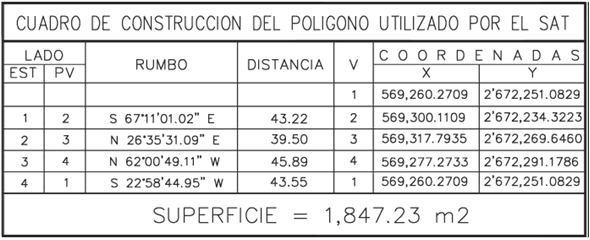 CUADRO DE CONSTRUCCION DEL POLIGONO UTILIZADO POR EL SAT
LADO RUMBO DISTANCIA V COORDENADAS
EST PV X Y
1 569,260.2709 2'672,251.0829
1 2 S 67°11'01.02" E 43.22 2 569,300.1109 2'672,234.3223
2 3 N 26°35'31.09" E 39.50 3 569,317.7935 2'672,269.6460
3 4 N 62°00'49.11" W 45.89 4 569,277.2733 2'672,291.1786
4 1 S 22°58'44.95" W 43.55 1 569,260.2709 2'672,251.0829
SUPERFICIE = 1,847.23 m2